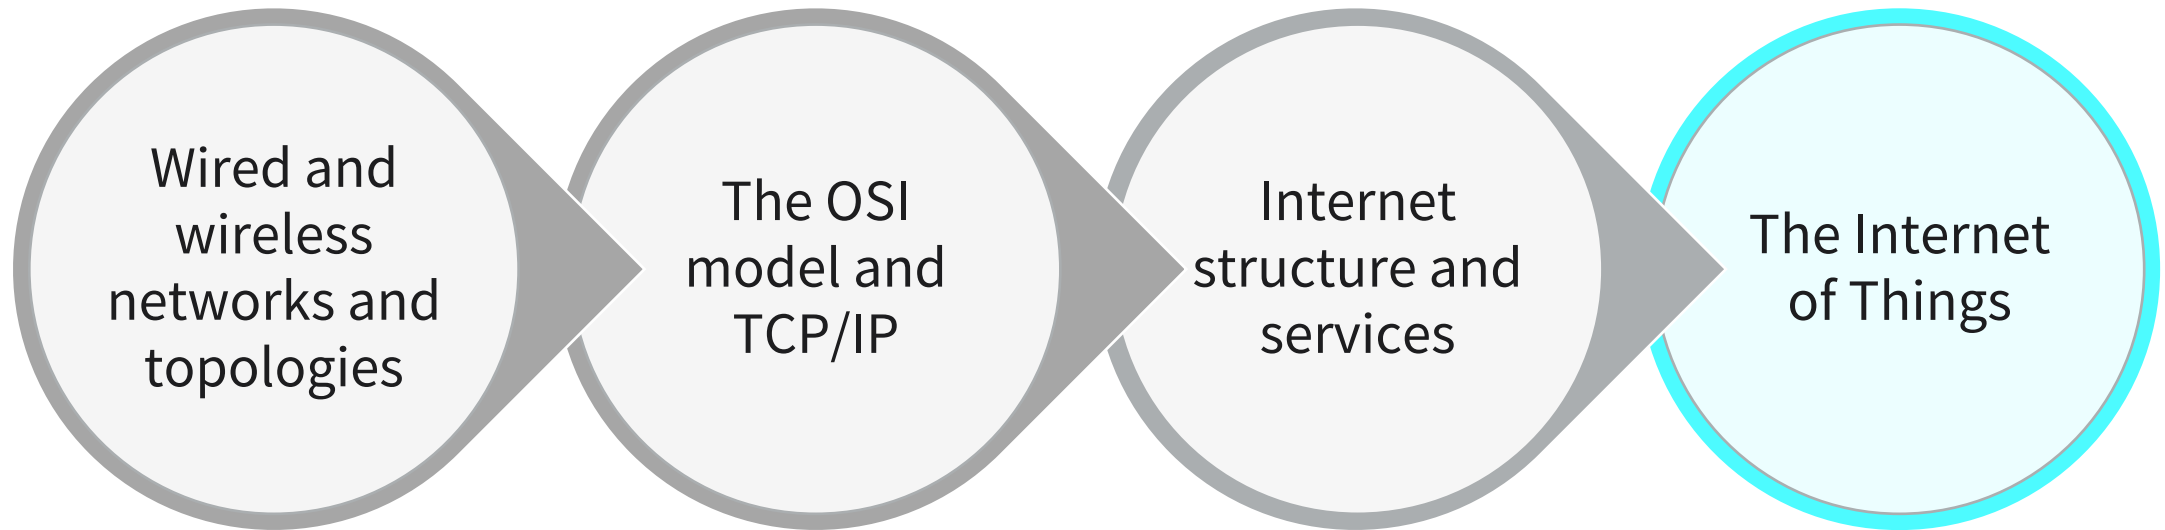 Wired and
wireless
networks and
topologies
The OSI
model and
TCP/IP
Internet
structure and
services
The Internet
of Things